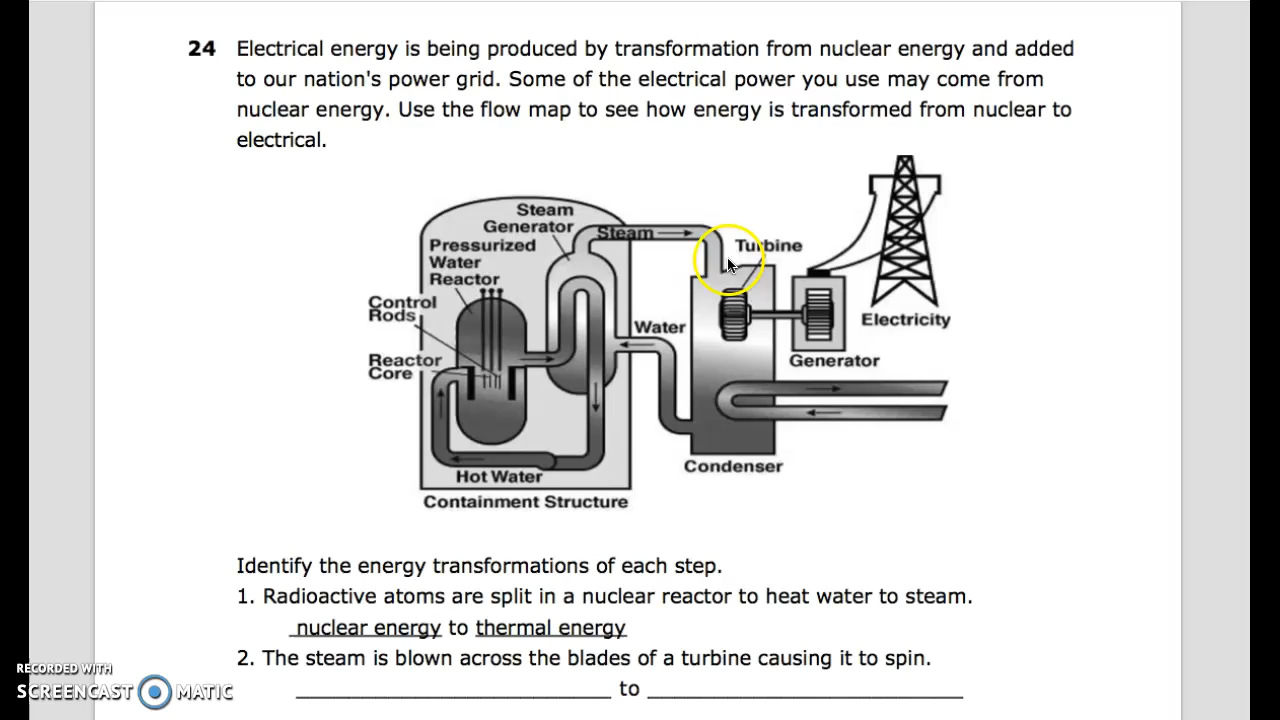 24 Electrical energy is being produced by transformation from nuclear energy and added
to our nation's power grid. Some of the electrical power you use may come from
nuclear energy. Use the flow map to see how energy is transformed from nuclear to
electrical.
Steam
Generator
Steam
Pressurized
Water
Reactor
Turbine
Control
Rods
Water
Electricity
Reactor
Core
Generator
Hot Water
Condenser
Containment Structure
Identify the energy transformations of each step.
1. Radioactive atoms are split in a nuclear reactor to heat water to steam.
nuclear energy to thermal energy
2. The steam is blown across the blades of a turbine causing it to spin.
to
RECORDED WITH
SCREENCAST MATIC